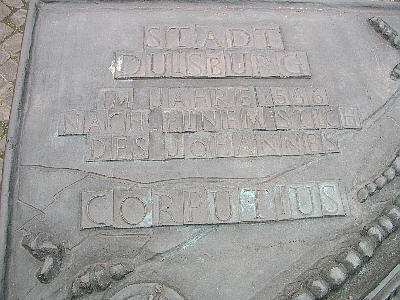 STADT
DUISBURG
IM JAHRE 1566
NACH EINEM STICH
DES JOHANNES
CORPUTIUS